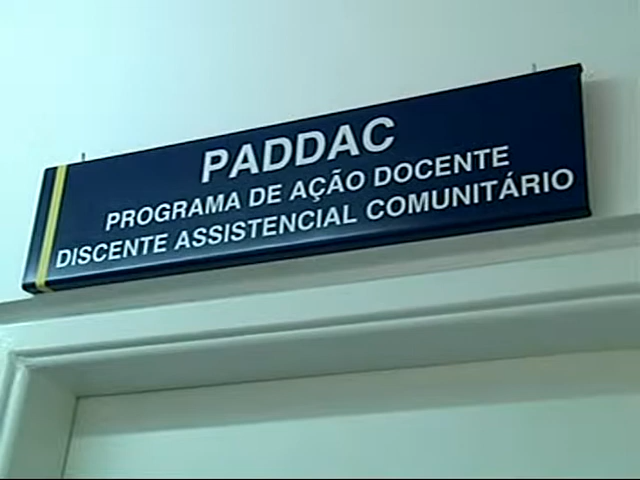 PADDAC
PROGRAMA DE AÇÃO DOCENTE
DISCENTE ASSISTENCIAL COMUNITÁRIO